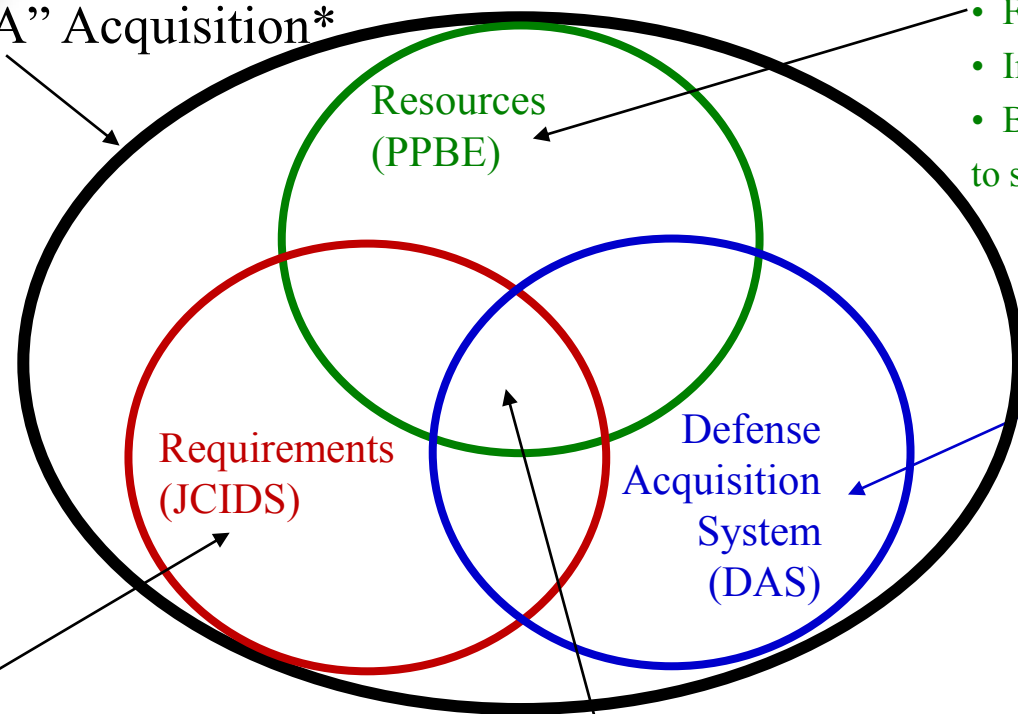 A” Acquisition*
Resources
(PPBE)
to
Requirements
(JCIDS)
Defense
Acquisition
System
(DAS)